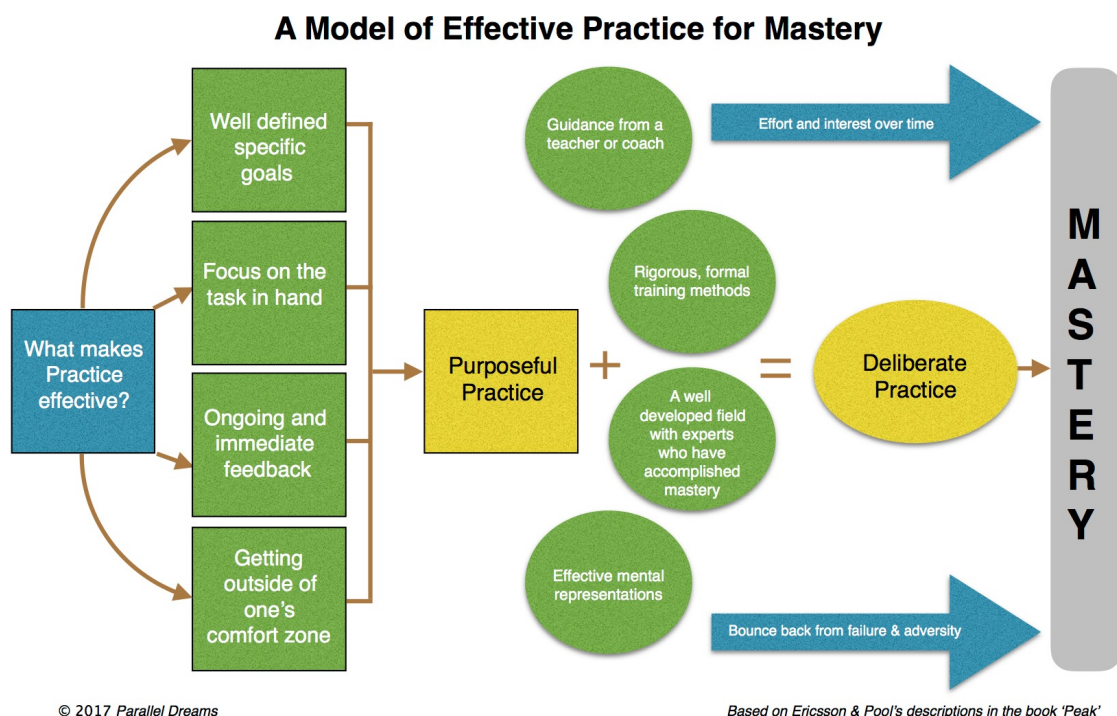 A Model of Effective Practice for Mastery
What makes
Practice
effective?
Well defined
specific
goals
Focus on the
task in hand
Ongoing and
immediate
feedback
Getting
outside of
one's
comfort zone
Purposeful
Practice
+
Guidance from a
teacher or coach
Rigorous, formal
training methods
A well
developed field
with experts
who have
accomplished
mastery
Effective mental
representations
=
Deliberate
Practice
Effort and interest over time
Bounce back from failure & adversity
M
A
S
T
E
R
Y
© 2017 Parallel Dreams
Based on Ericsson & Pool's descriptions in the book 'Peak'